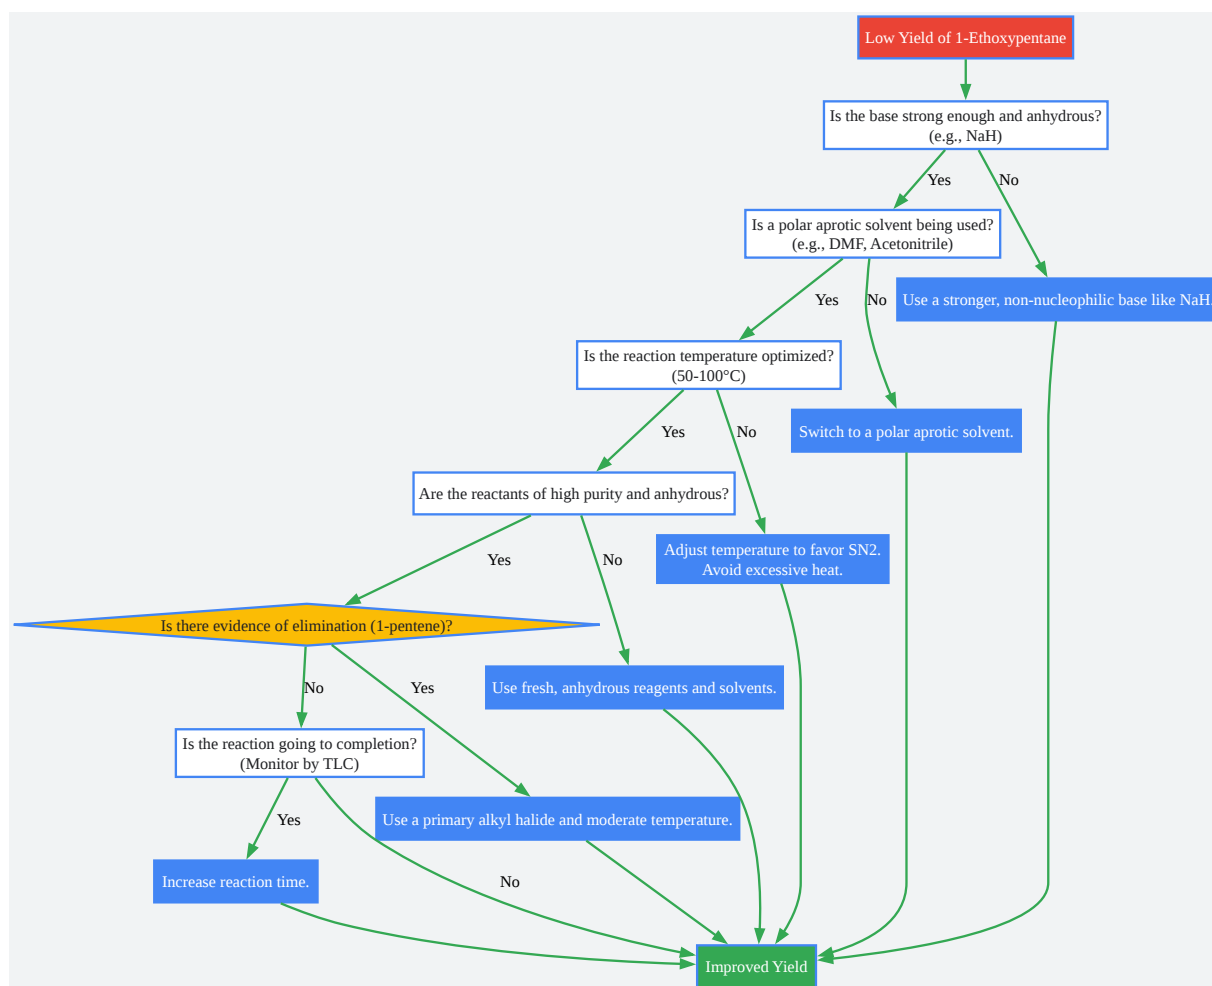 Low Yield of 1-Ethoxypentane
Is the base strong enough and anhydrous?
(e.g., NaH)
Yes
No
Is a polar aprotic solvent being used?
(e.g., DMF, Acetonitrile)
Yes
No
Use a stronger, non-nucleophilic base like NaH.
Is the reaction temperature optimized?
(50-100°C)
Yes
No
Switch to a polar aprotic solvent.
Are the reactants of high purity and anhydrous?
Yes
No
Adjust temperature to favor SN2.
Avoid excessive heat.
Is there evidence of elimination (1-pentene)?
No
Yes
Use fresh, anhydrous reagents and solvents.
Is the reaction going to completion?
(Monitor by TLC)
Yes
No
Use a primary alkyl halide and moderate temperature.
Increase reaction time.
Improved Yield